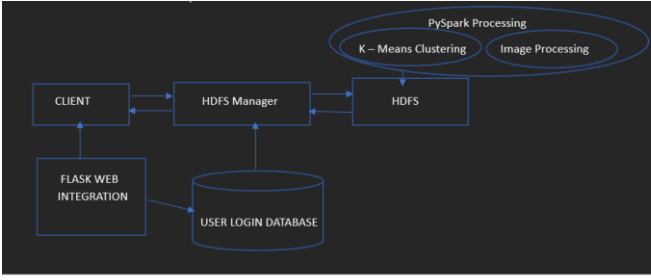 PySpark Processing
K – Means Clustering
Image Processing
CLIENT
HDFS Manager
HDFS
FLASK WEB
INTEGRATION
USER LOGIN DATABASE